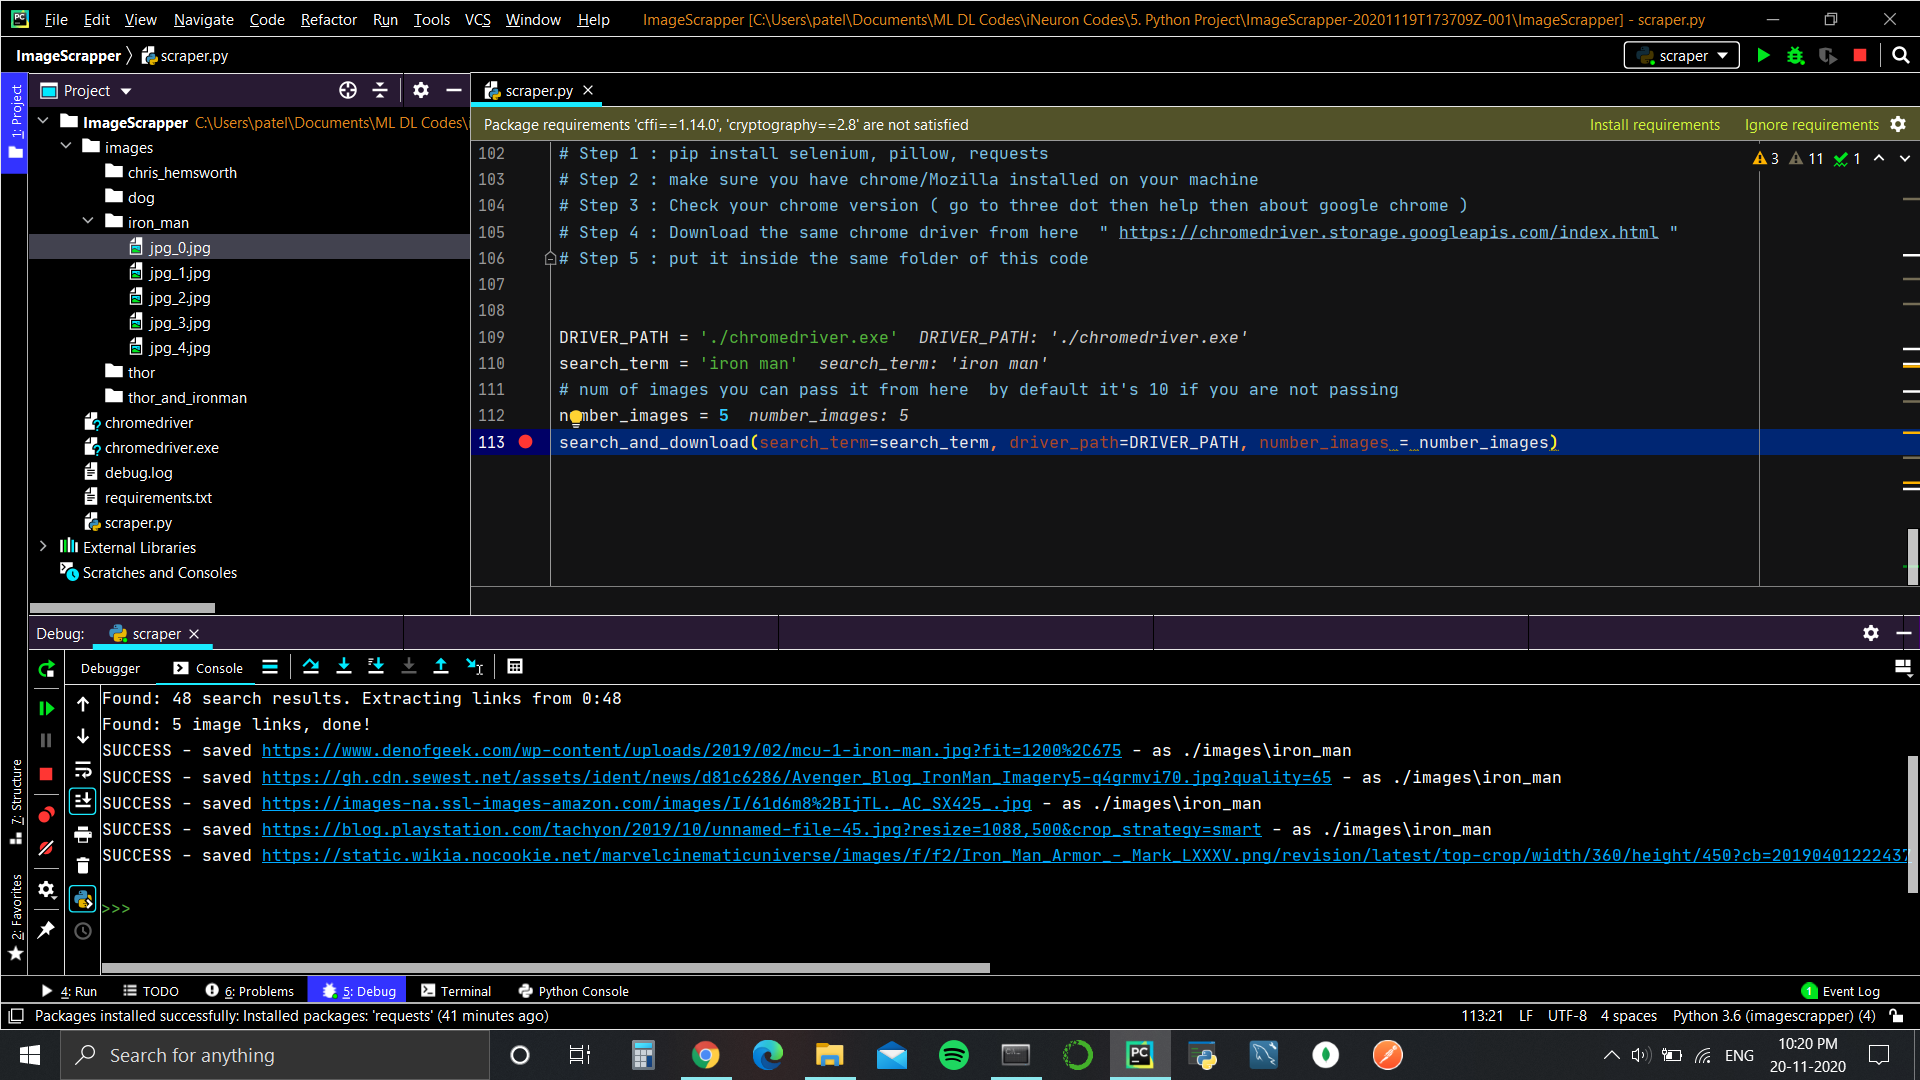 File Edit View Navigate Code Refactor Run Tools VCS Window Help ImageScrapper [C:\Users\patel\Documents\ML DL Codes\iNeuron Codes\5. Python Project\ImageScrapper-20201119T173709Z-001\ImageScrapper] - scraper.py
ImageScrapper scraper.py scraper
1: Project
Project
ImageScrapper C:\Users\patel\Documents\ML DL Codes\
images
chris_hemsworth
dog
iron_man
jpg_0.jpg
jpg_1.jpg
jpg_2.jpg
jpg_3.jpg
jpg_4.jpg
thor
thor_and_ironman
chromedriver
chromedriver.exe
debug.log
requirements.txt
scraper.py
External Libraries
Scratches and Consoles
scraper.py
Package requirements 'cffi==1.14.0', 'cryptography==2.8' are not satisfied Install requirements Ignore requirements
3 11 1
102 # Step 1 : pip install selenium, pillow, requests
103 # Step 2 : make sure you have chrome/Mozilla installed on your machine
104 # Step 3 : Check your chrome version ( go to three dot then help then about google chrome )
105 # Step 4 : Download the same chrome driver from here " https://chromedriver.storage.googleapis.com/index.html "
106 # Step 5 : put it inside the same folder of this code
107
108
109 DRIVER_PATH = './chromedriver.exe' DRIVER_PATH: './chromedriver.exe'
110 search_term = 'iron man' search_term: 'iron man'
111 # num of images you can pass it from here by default it's 10 if you are not passing
112 number_images = 5 number_images: 5
113 search_and_download(search_term=search_term, driver_path=DRIVER_PATH, number_images = number_images)
Debug: scraper
Debugger Console
Found: 48 search results. Extracting links from 0:48
Found: 5 image links, done!
SUCCESS - saved https://www.denofgeek.com/wp-content/uploads/2019/02/mcu-1-iron-man.jpg?fit=1200%2C675 - as ./images\iron_man
SUCCESS - saved https://gh.cdn.sewest.net/assets/ident/news/d81c6286/Avenger_Blog_IronMan_Imagery5-q4grmvi70.jpg?quality=65 - as ./images\iron_man
SUCCESS - saved https://images-na.ssl-images-amazon.com/images/I/61d6m8%2BIjTL._AC_SX425_.jpg - as ./images\iron_man
SUCCESS - saved https://blog.playstation.com/tachyon/2019/10/unnamed-file-45.jpg?resize=1088,500&crop_strategy=smart - as ./images\iron_man
SUCCESS - saved https://static.wikia.nocookie.net/marvelcinematicuniverse/images/f/f2/Iron_Man_Armor_-_Mark_LXXXV.png/revision/latest/top-crop/width/360/height/450?cb=20190401222437
>>>
7: Structure
2: Favorites
4: Run TODO 6: Problems 5: Debug Terminal Python Console 1 Event Log
Packages installed successfully: Installed packages: 'requests' (41 minutes ago) 113:21 LF UTF-8 4 spaces Python 3.6 (imagescrapper) (4)
Search for anything
PC
ENG
10:20 PM
20-11-2020